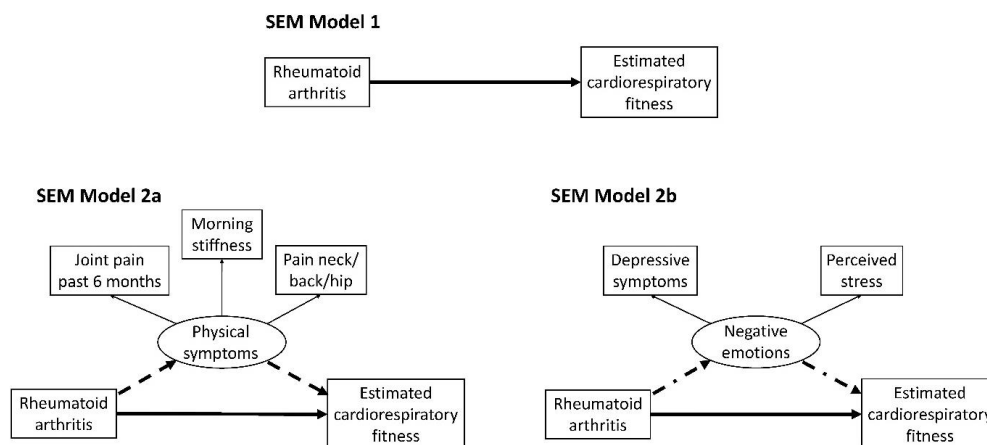 SEM Model 1
Rheumatoid
arthritis
Estimated
cardiorespiratory
fitness
SEM Model 2a
Morning
stiffness
Joint pain
past 6 months
Pain neck/
back/hip
Physical
symptoms
Rheumatoid
arthritis
Estimated
cardiorespiratory
fitness
SEM Model 2b
Depressive
symptoms
Perceived
stress
Negative
emotions
Rheumatoid
arthritis
Estimated
cardiorespiratory
fitness